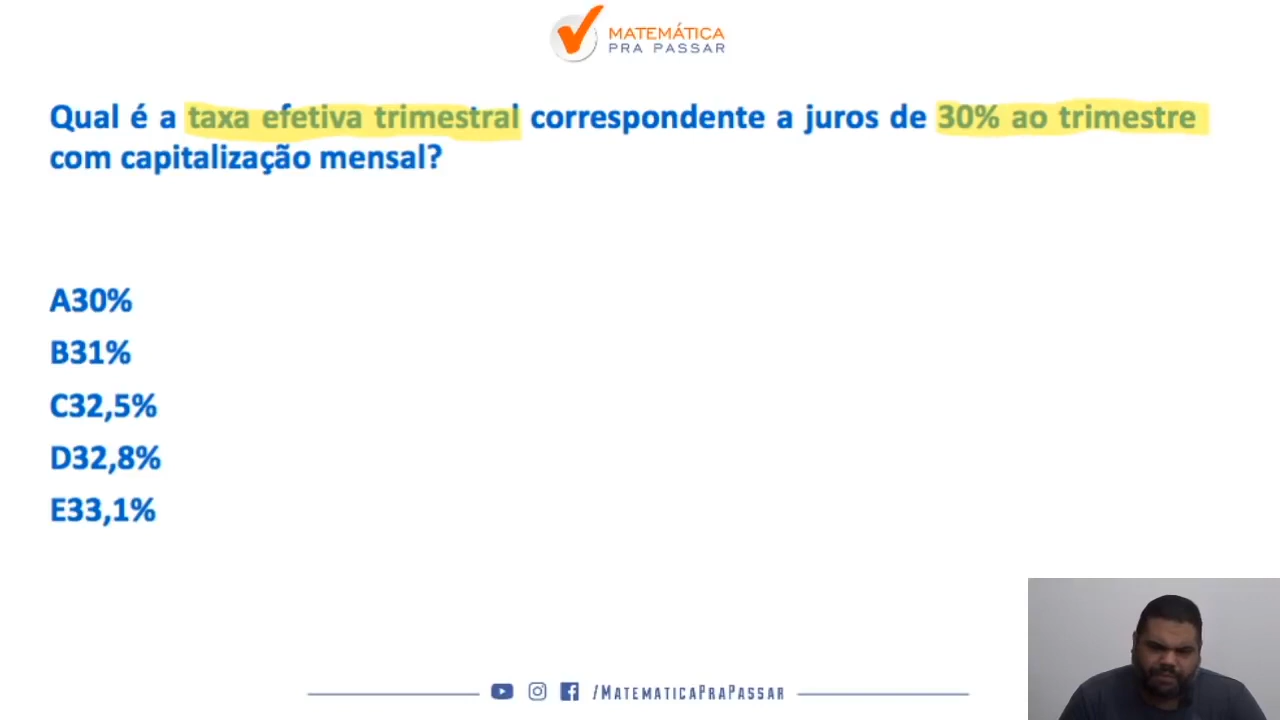 MATEMÁTICA
PRA PASSAR
Qual é a taxa efetiva trimestral correspondente a juros de 30% ao trimestre
com capitalização mensal?
A30%
B31%
C32,5%
D32,8%
E33,1%
/MATEMATICAPRAPASSAR